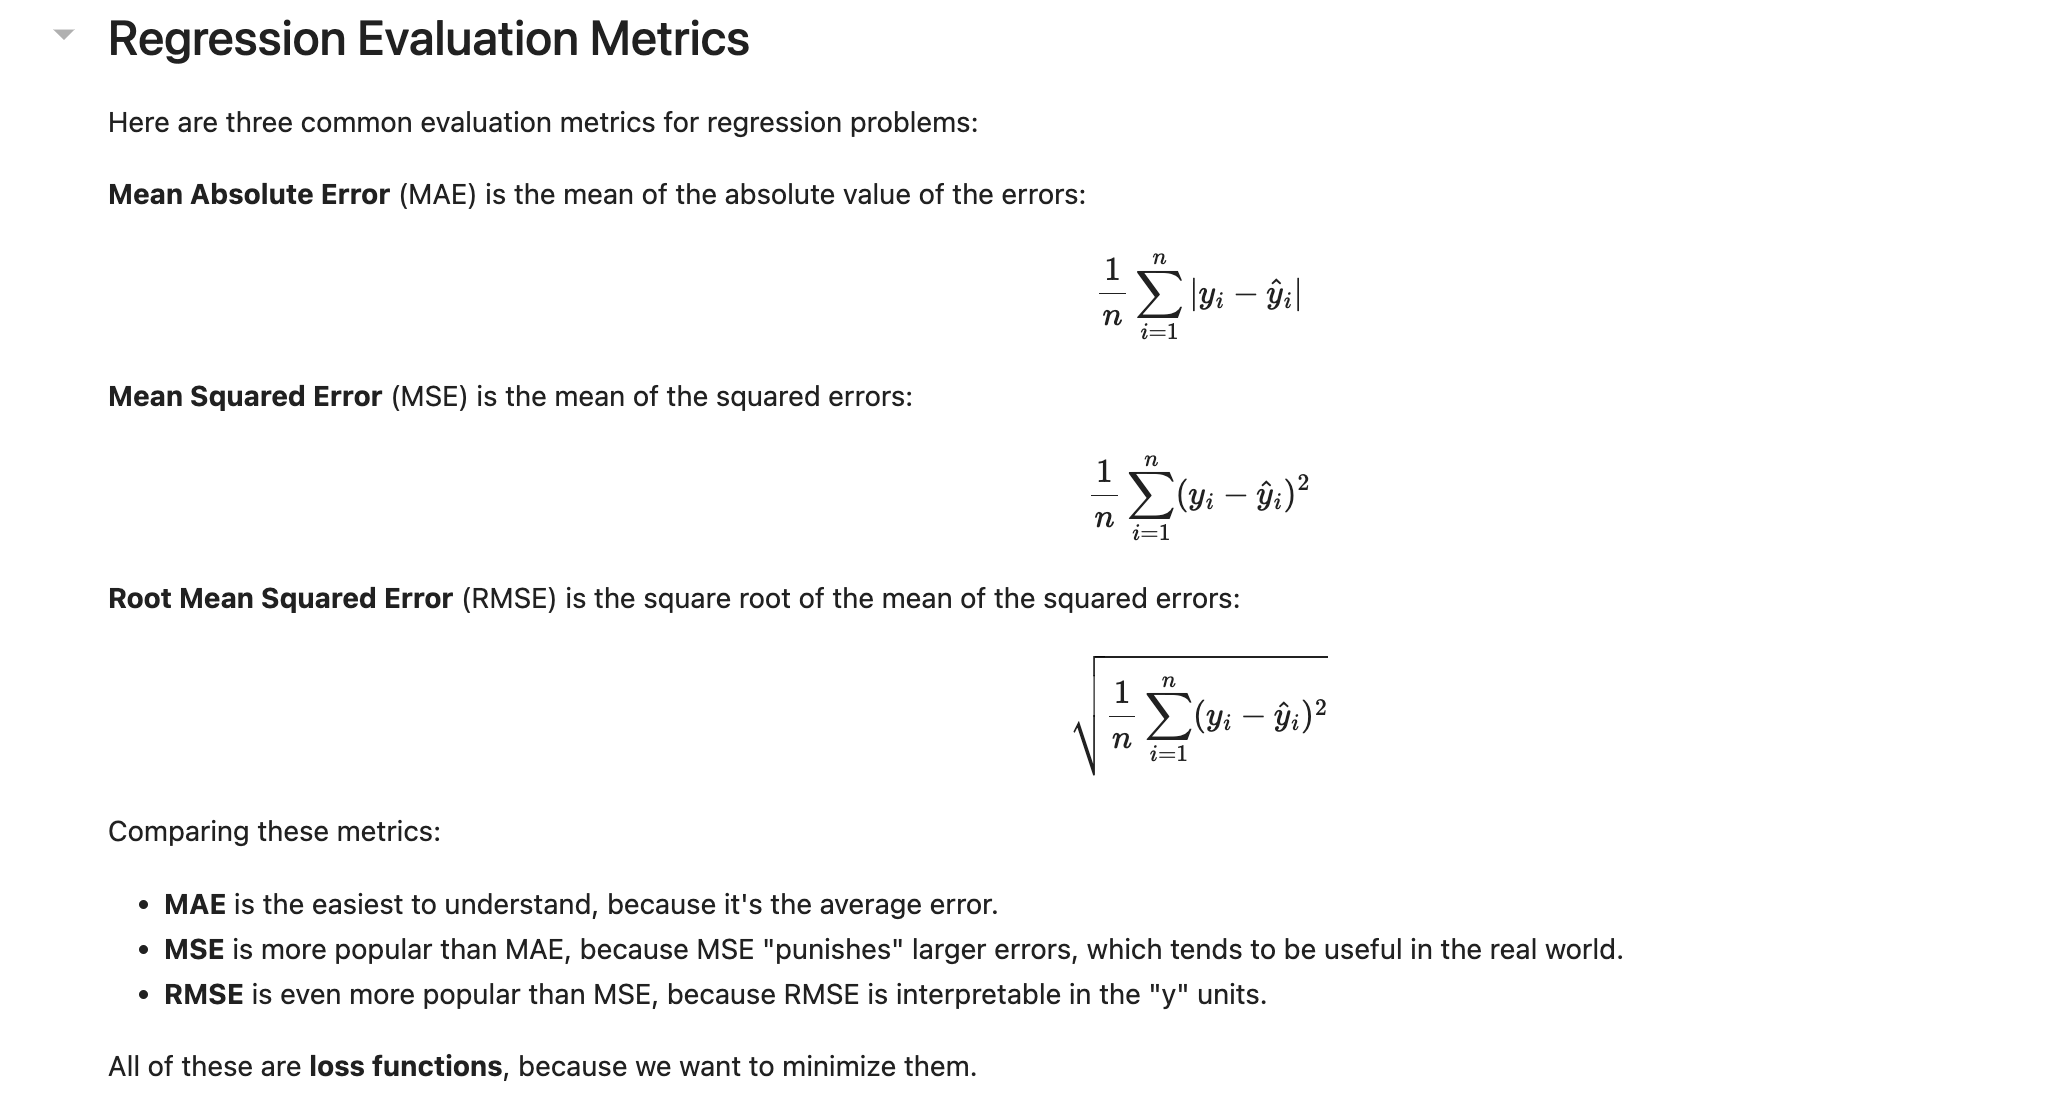 Regression Evaluation Metrics
Here are three common evaluation metrics for regression problems:
Mean Absolute Error (MAE) is the mean of the absolute value of the errors:
$$\frac{1}{n}\sum_{i=1}^{n}|y_i-\hat{y}_i|$$
Mean Squared Error (MSE) is the mean of the squared errors:
$$\frac{1}{n}\sum_{i=1}^{n}(y_i-\hat{y}_i)^2$$
Root Mean Squared Error (RMSE) is the square root of the mean of the squared errors:
$$\sqrt{\frac{1}{n}\sum_{i=1}^{n}(y_i-\hat{y}_i)^2}$$
Comparing these metrics:
• MAE is the easiest to understand, because it's the average error.
• MSE is more popular than MAE, because MSE "punishes" larger errors, which tends to be useful in the real world.
• RMSE is even more popular than MSE, because RMSE is interpretable in the "y" units.
All of these are loss functions, because we want to minimize them.